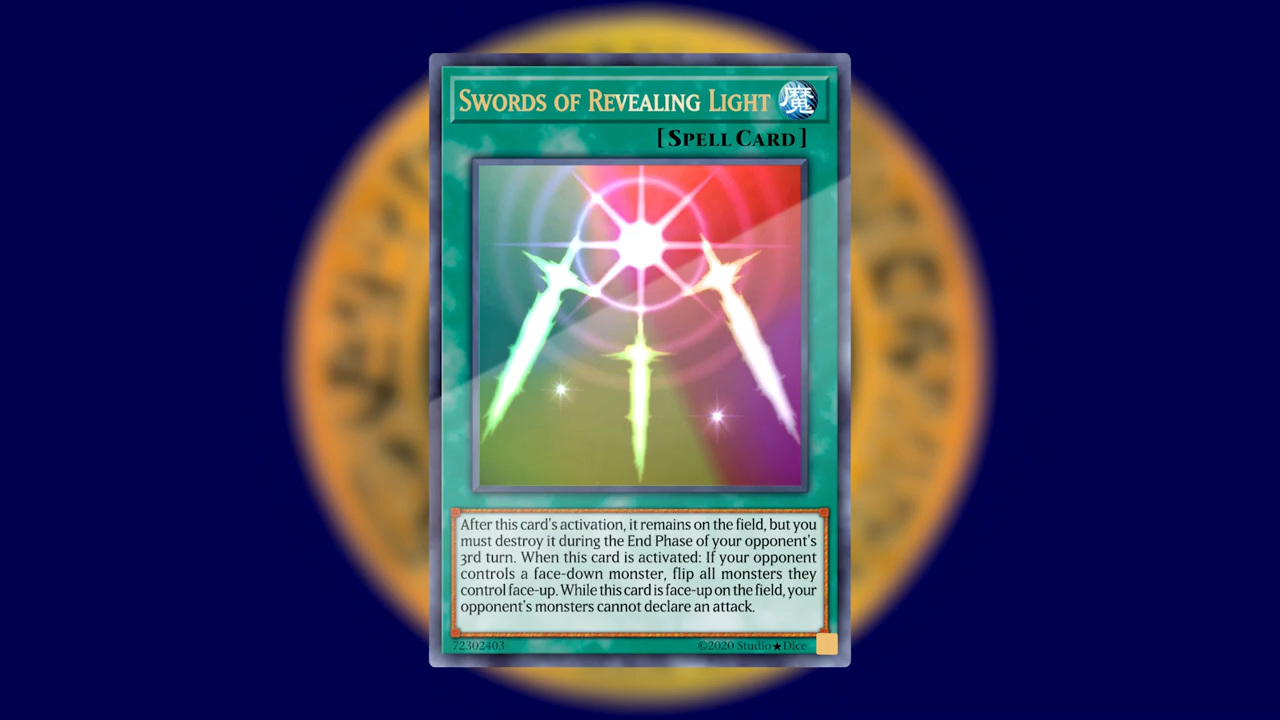 Swords of Revealing Light 魔
[Spell Card]
After this card's activation, it remains on the field, but you
must destroy it during the End Phase of your opponent's
3rd turn. When this card is activated: If your opponent
controls a face-down monster, flip all monsters they
control face-up. While this card is face-up on the field, your
opponent's monsters cannot declare an attack.
72302403 ©2020 Studio★Dice